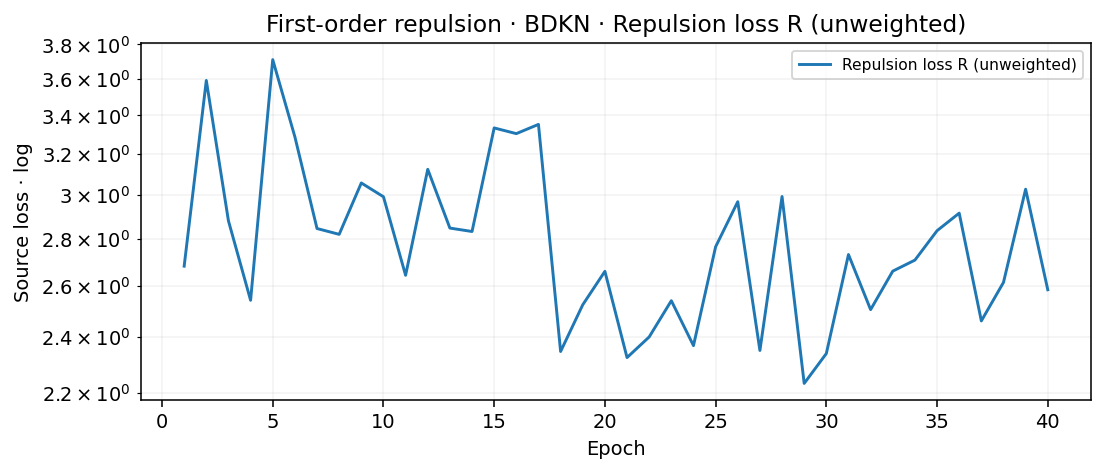 First-order repulsion · BDKN · Repulsion loss R (unweighted)
3.8 × 10⁰
3.6 × 10⁰
3.4 × 10⁰
3.2 × 10⁰
3 × 10⁰
2.8 × 10⁰
2.6 × 10⁰
2.4 × 10⁰
2.2 × 10⁰
Source loss · log
Repulsion loss R (unweighted)
0 5 10 15 20 25 30 35 40
Epoch